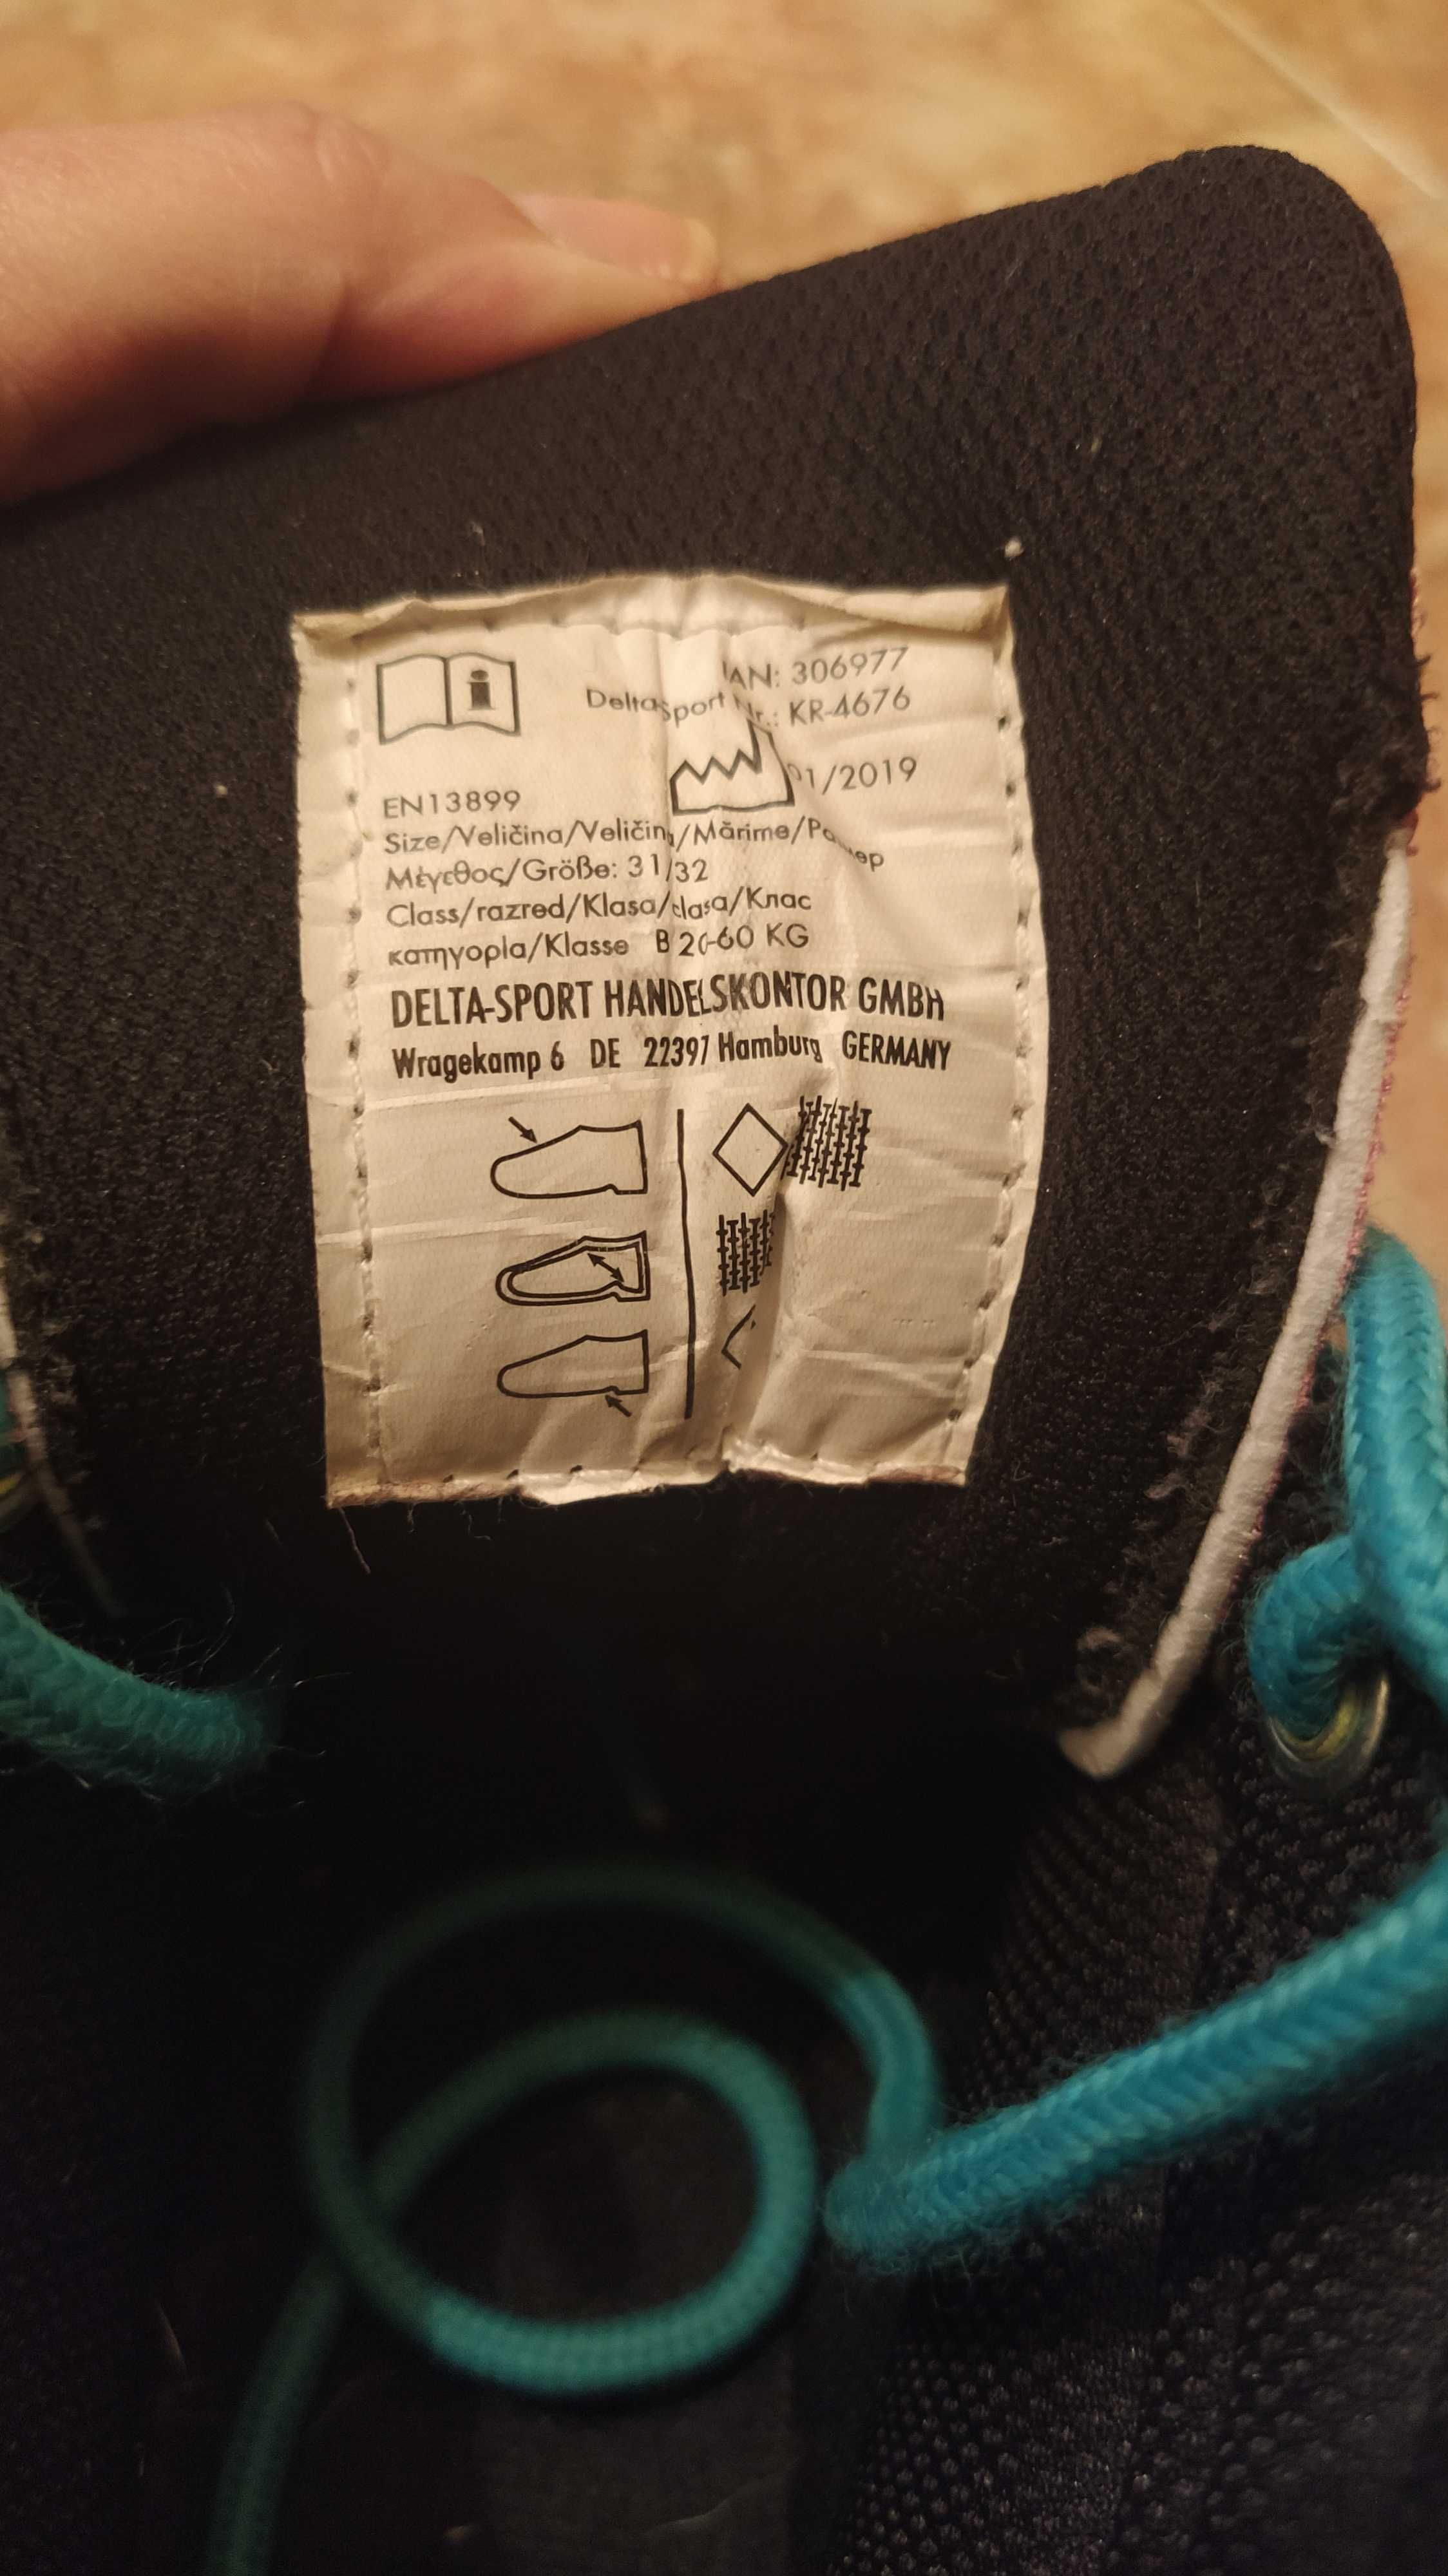 IAN: 306977
DeltaSport Nr.: KR-4676
01/2019
EN13899
Size/Veličina/Veličina/Mărime/
Μέγεθος/Größe: 31/32
Class/razred/Klasa/clasa/Клас
κατηγορία/Klasse B 20-60 KG
DELTA-SPORT HANDELSKONTOR GMBH
Wragekamp 6 DE 22397 Hamburg GERMANY